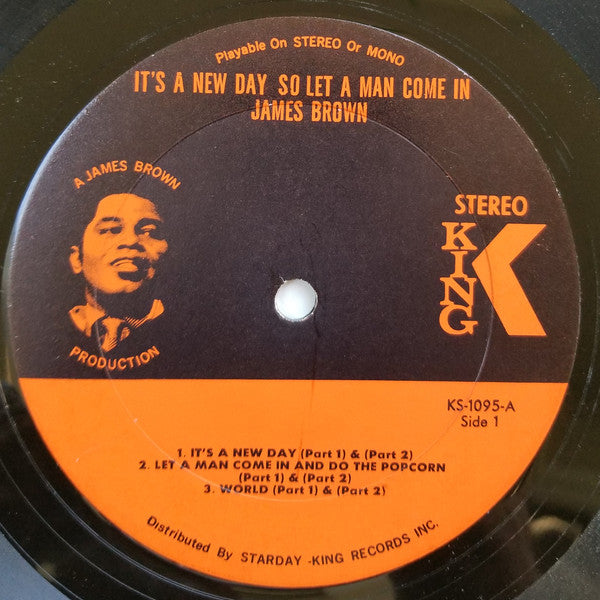 Playable On STEREO Or MONO
IT'S A NEW DAY SO LET A MAN COME IN
JAMES BROWN
A JAMES BROWN
PRODUCTION
STEREO
KING
K
KS-1095-A
Side 1
1. IT'S A NEW DAY (Part 1) & (Part 2)
2. LET A MAN COME IN AND DO THE POPCORN
(Part 1) & (Part 2)
3. WORLD (Part 1) & (Part 2)
Distributed By STARDAY -KING RECORDS INC.